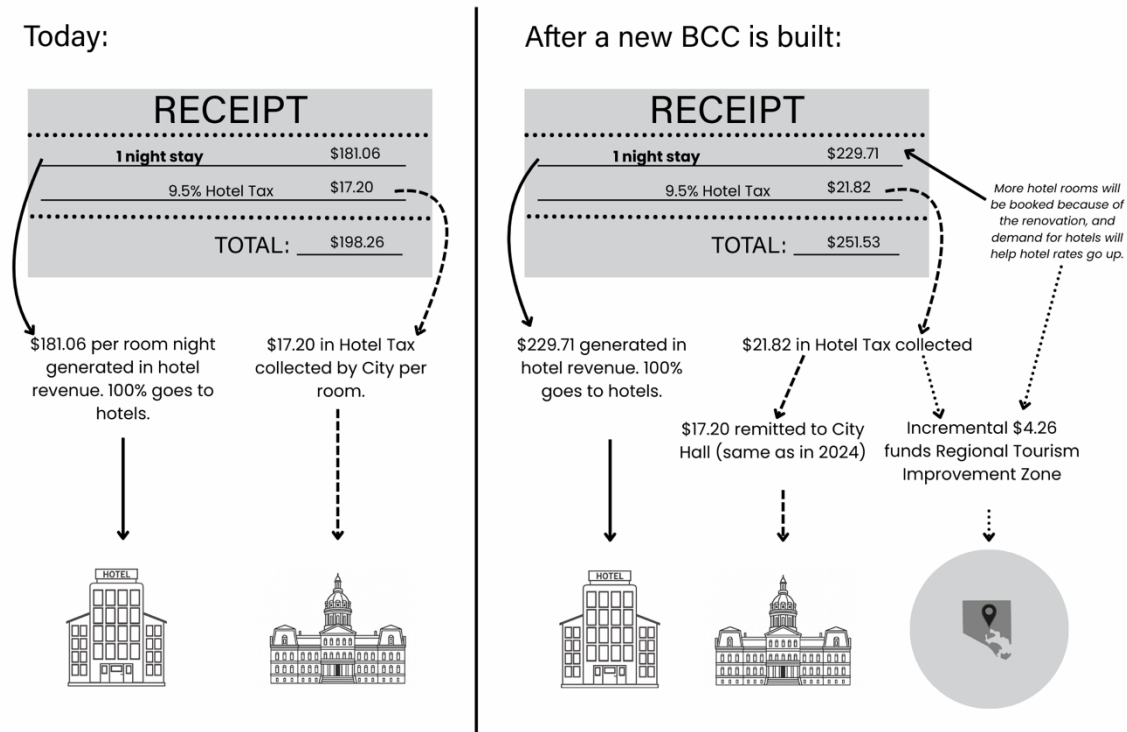 Today:
RECEIPT
1 night stay $181.06
9.5% Hotel Tax $17.20
TOTAL: $198.26
$181.06 per room night
generated in hotel
revenue. 100% goes to
hotels.
$17.20 in Hotel Tax
collected by City per
room.
HOTEL
After a new BCC is built:
RECEIPT
1 night stay $229.71
9.5% Hotel Tax $21.82
TOTAL: $251.53
More hotel rooms will
be booked because of
the renovation, and
demand for hotels will
help hotel rates go up.
$229.71 generated in
hotel revenue. 100%
goes to hotels.
$21.82 in Hotel Tax collected
$17.20 remitted to City
Hall (same as in 2024)
Incremental $4.26
funds Regional Tourism
Improvement Zone
HOTEL